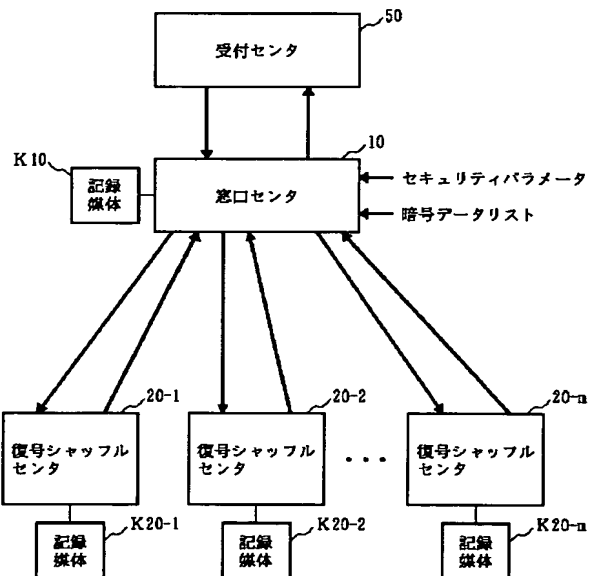 50
受付センタ
10
K10
記録
媒体
窓口センタ
セキュリティパラメータ
暗号データリスト
20-1
20-2
20-n
復号シャッフル
センタ
復号シャッフル
センタ
・・・
復号シャッフル
センタ
K20-1
K20-2
K20-n
記録
媒体
記録
媒体
記録
媒体